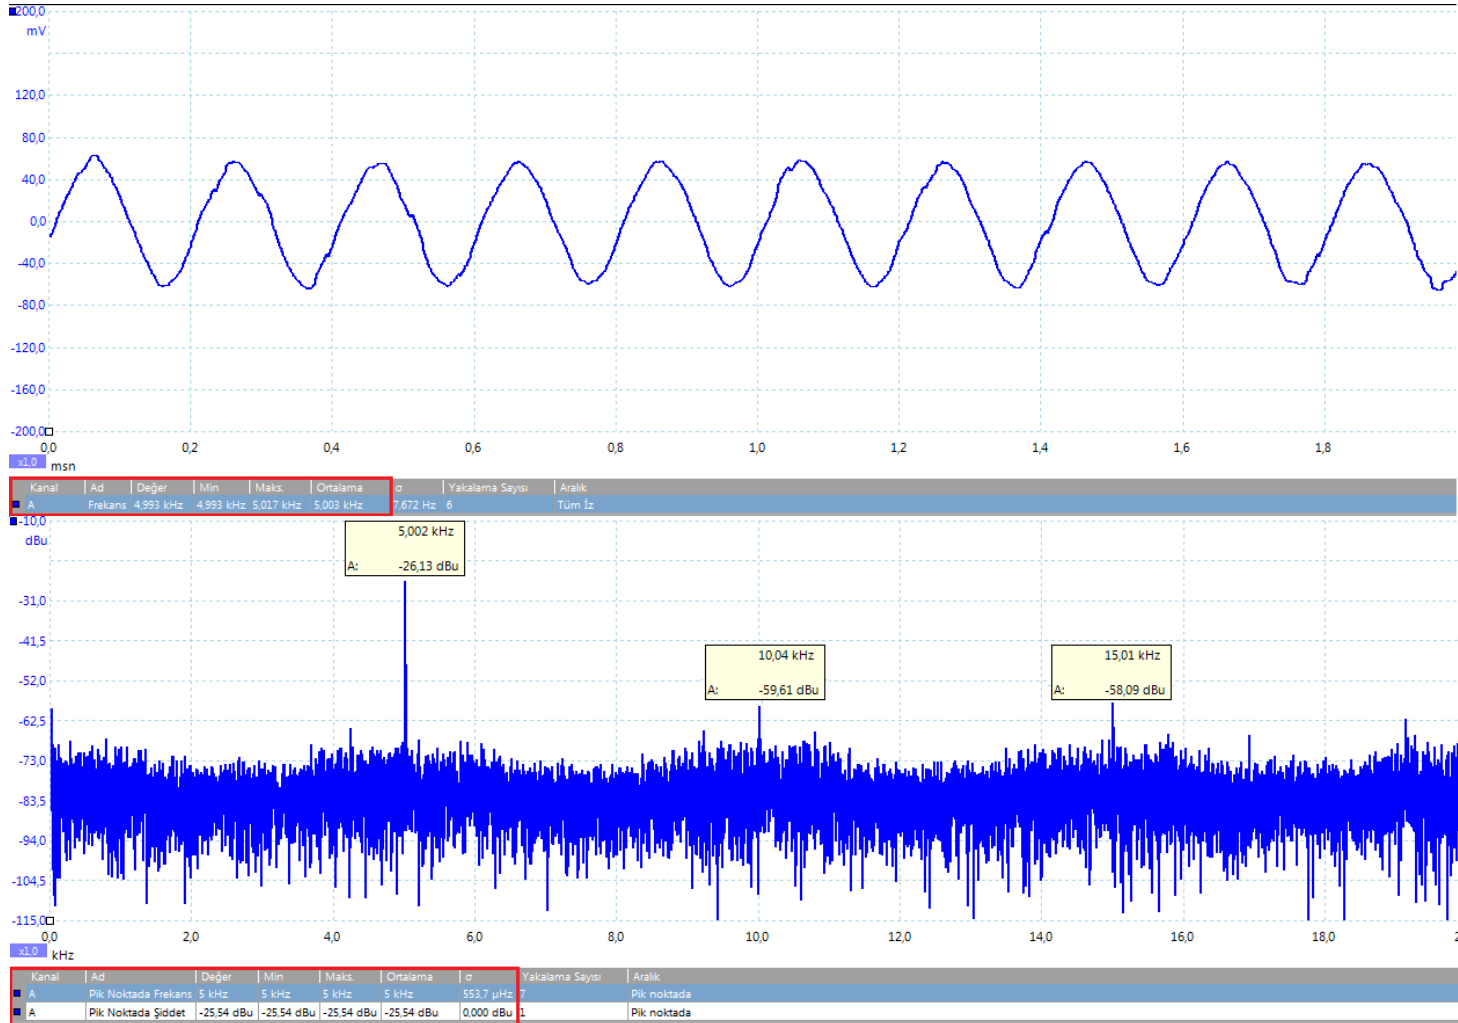 200,0
mV
120,0
80,0
40,0
0,0
-40,0
-80,0
-120,0
-160,0
-200,0
0,0 0,2 0,4 0,6 0,8 1,0 1,2 1,4 1,6 1,8
x1,0 msn
Kanal Ad Değer Min Maks. Ortalama σ Yakalama Sayısı Aralık
A Frekans 4,993 kHz 4,993 kHz 5,017 kHz 5,003 kHz 7,672 Hz 6 Tüm İz
-10,0
dBu
5,002 kHz
A: -26,13 dBu
-31,0
-41,5
10,04 kHz
A: -59,61 dBu
15,01 kHz
A: -58,09 dBu
-52,0
-62,5
-73,0
-83,5
-94,0
-104,5
-115,0
0,0 2,0 4,0 6,0 8,0 10,0 12,0 14,0 16,0 18,0 2
x1,0 kHz
Kanal Ad Değer Min Maks. Ortalama σ Yakalama Sayısı Aralık
A Pik Noktada Frekans 5 kHz 5 kHz 5 kHz 5 kHz 553,7 µHz 7 Pik noktada
A Pik Noktada Şiddet -25,54 dBu -25,54 dBu -25,54 dBu -25,54 dBu 0,000 dBu 1 Pik noktada